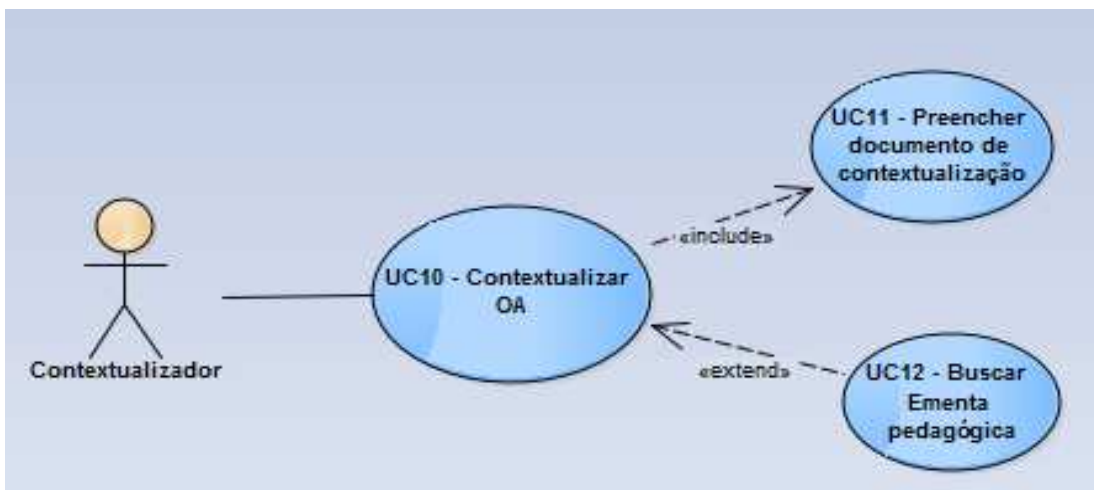 UC11 - Preencher
documento de
contextualização
«include»
UC10 - Contextualizar
OA
Contextualizador
«extend»
UC12 - Buscar
Ementa
pedagógica